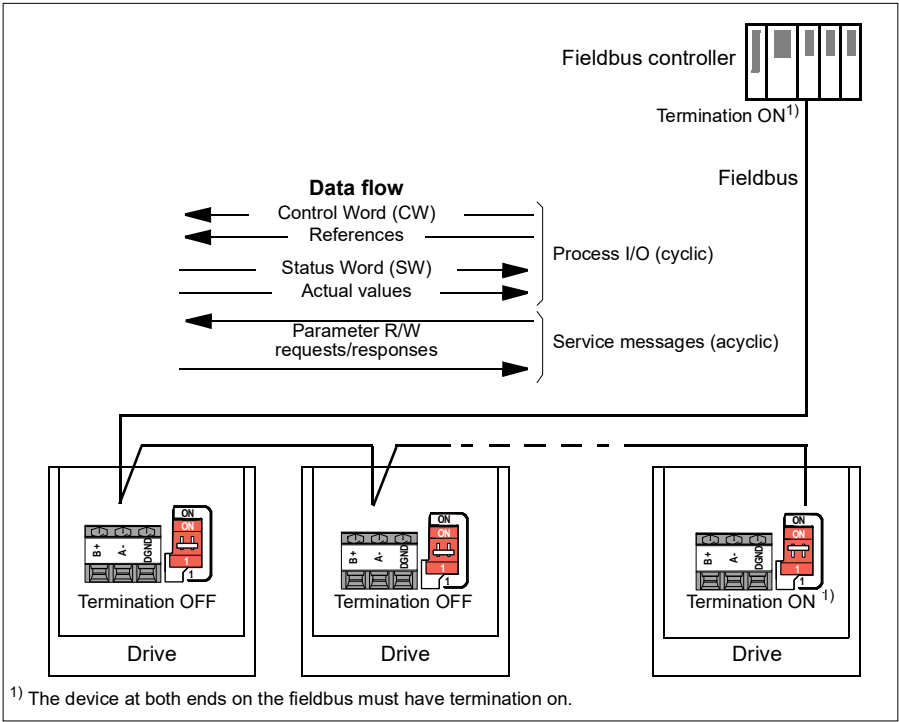 Fieldbus controller
Termination ON1)
Fieldbus
Data flow
Control Word (CW)
References
Status Word (SW)
Actual values
Process I/O (cyclic)
Parameter R/W
requests/responses
Service messages (acyclic)
B+
A-
DGND
ON
ON
1
1
Termination OFF
Drive
B+
A-
DGND
ON
ON
1
1
Termination OFF
Drive
B+
A-
DGND
ON
ON
1
1
Termination ON 1)
Drive
1) The device at both ends on the fieldbus must have termination on.